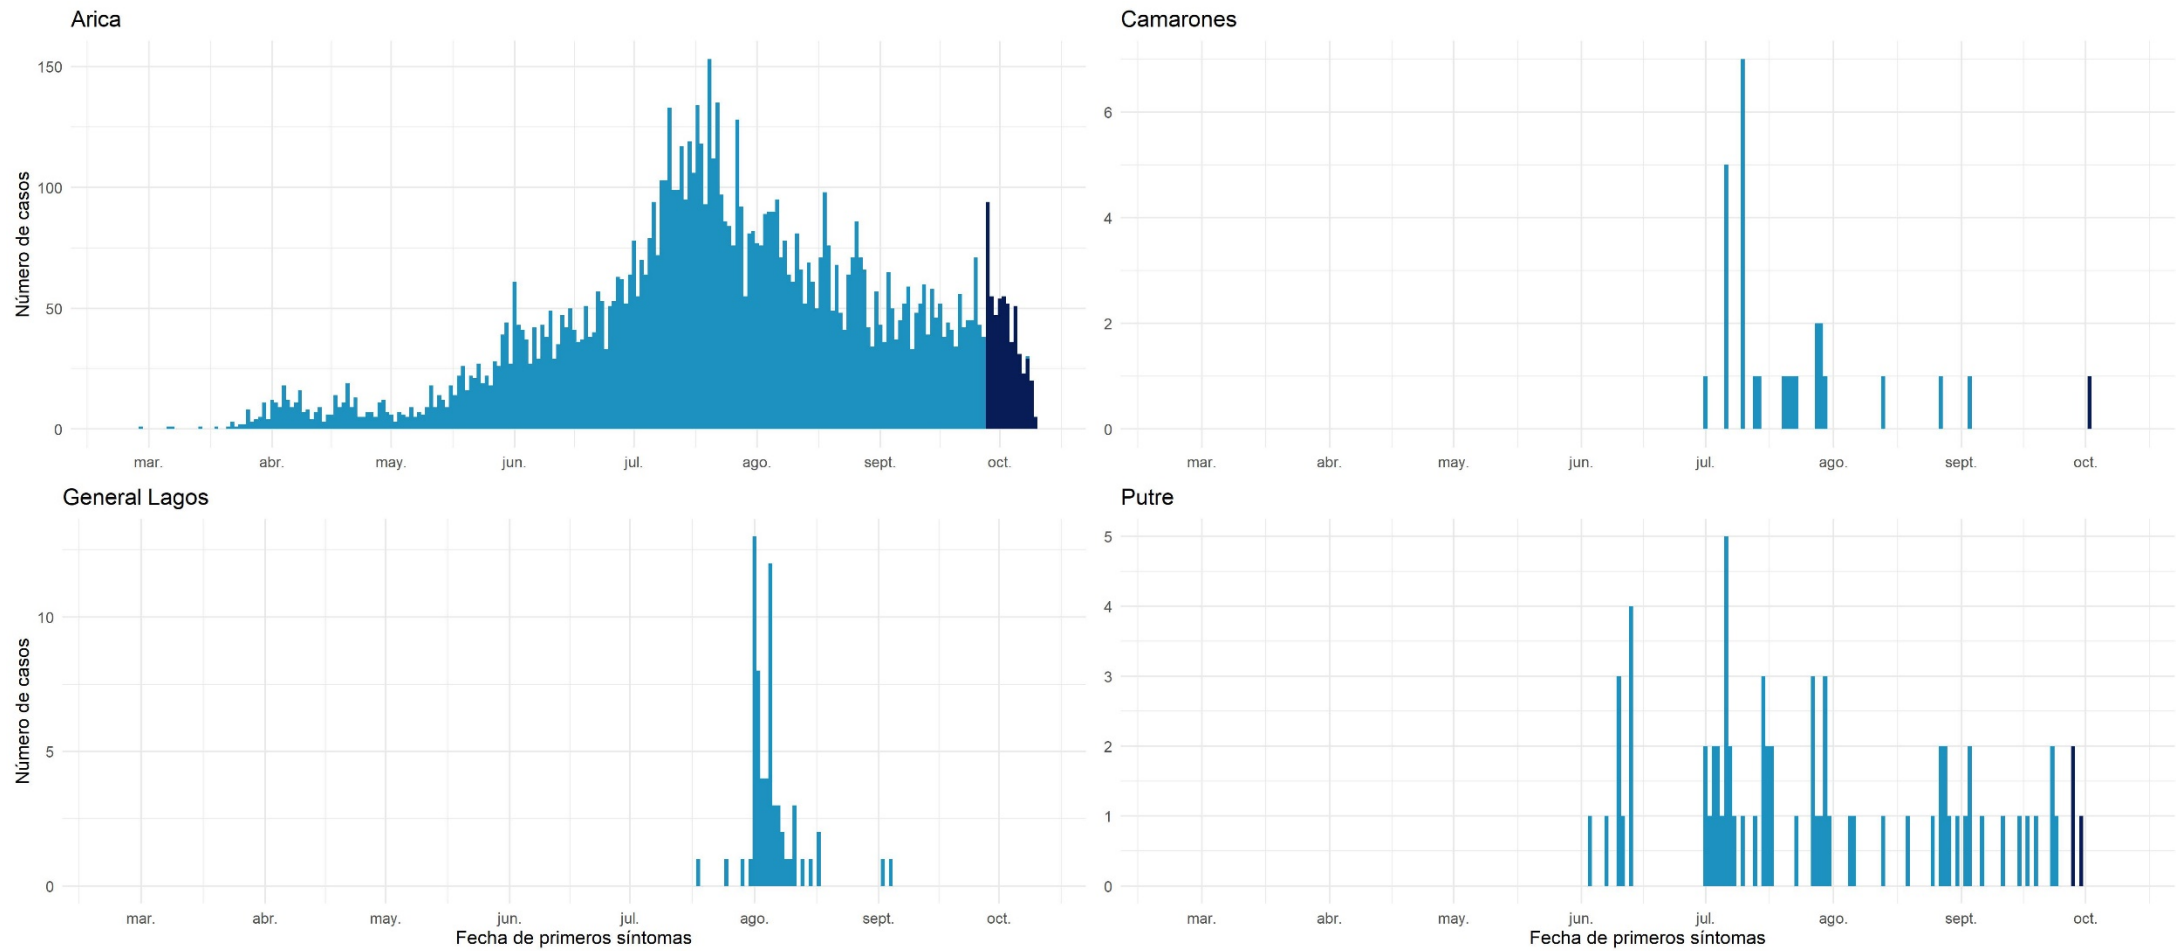 Arica
Número de casos
150
100
50
0
mar. abr. may. jun. jul. ago. sept. oct.
Camarones
6
4
2
0
mar. abr. may. jun. jul. ago. sept. oct.
General Lagos
Número de casos
10
5
0
mar. abr. may. jun. jul. ago. sept. oct.
Fecha de primeros síntomas
Putre
5
4
3
2
1
0
mar. abr. may. jun. jul. ago. sept. oct.
Fecha de primeros síntomas